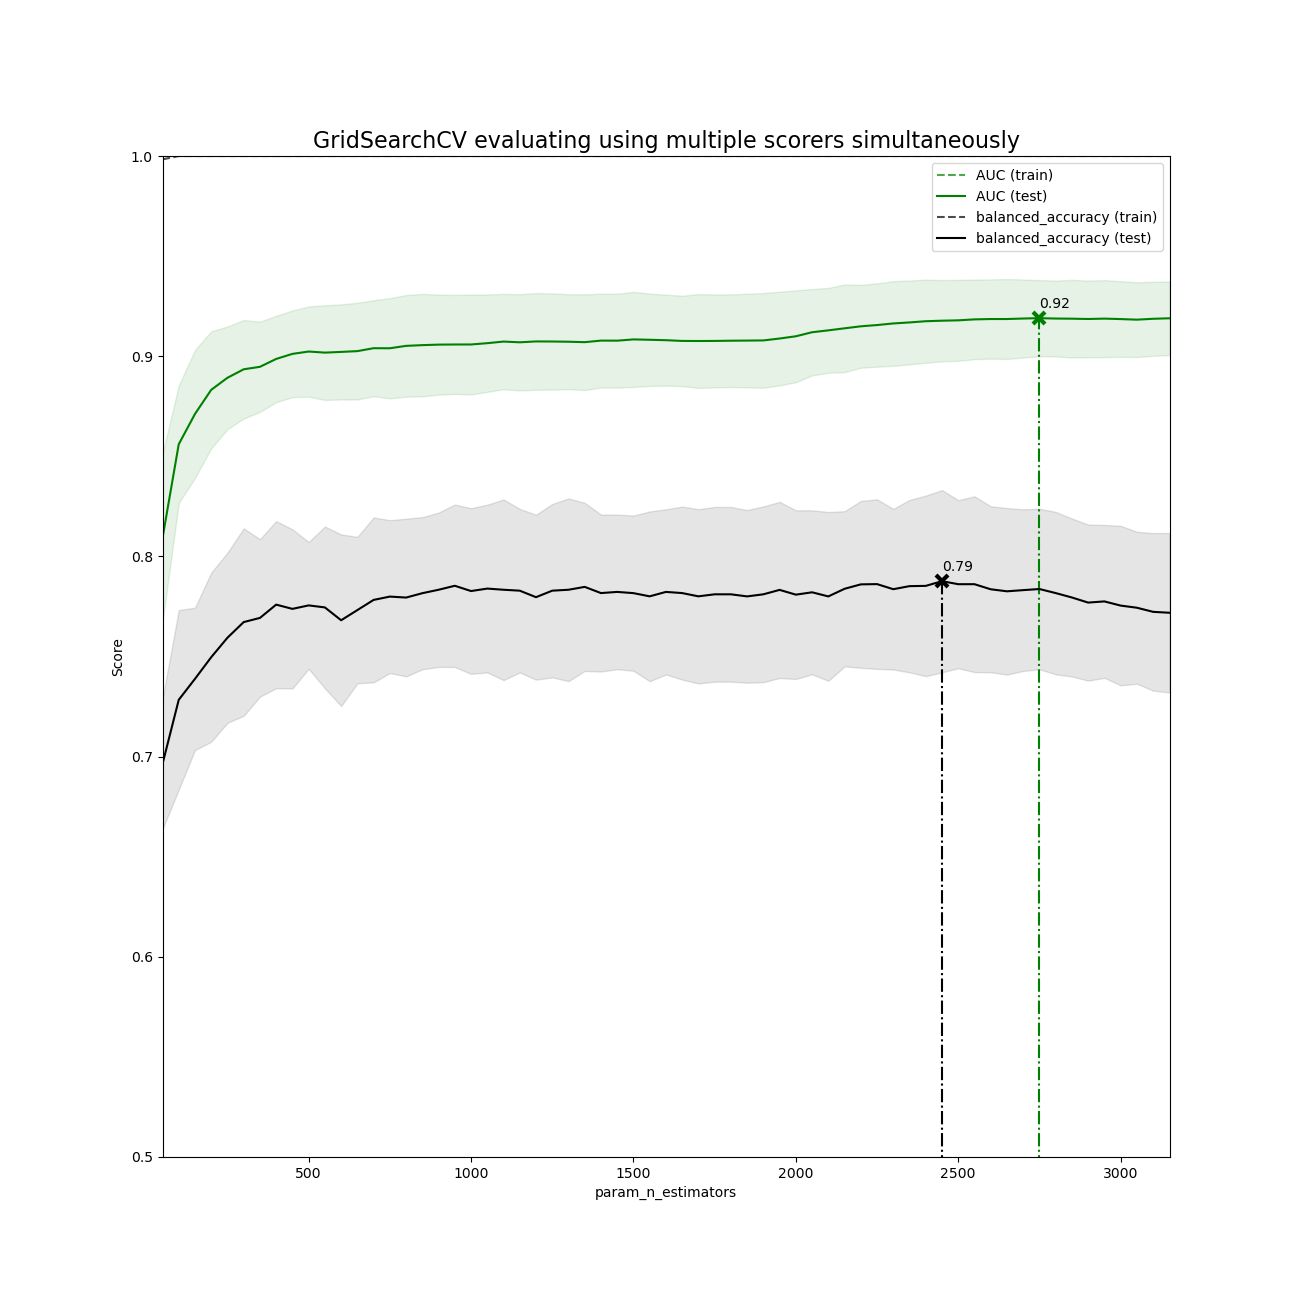 GridSearchCV evaluating using multiple scorers simultaneously
1.0
AUC (train)
AUC (test)
balanced_accuracy (train)
balanced_accuracy (test)
0.92
0.9
0.8
0.79
Score
0.7
0.6
0.5
500 1000 1500 2000 2500 3000
param_n_estimators